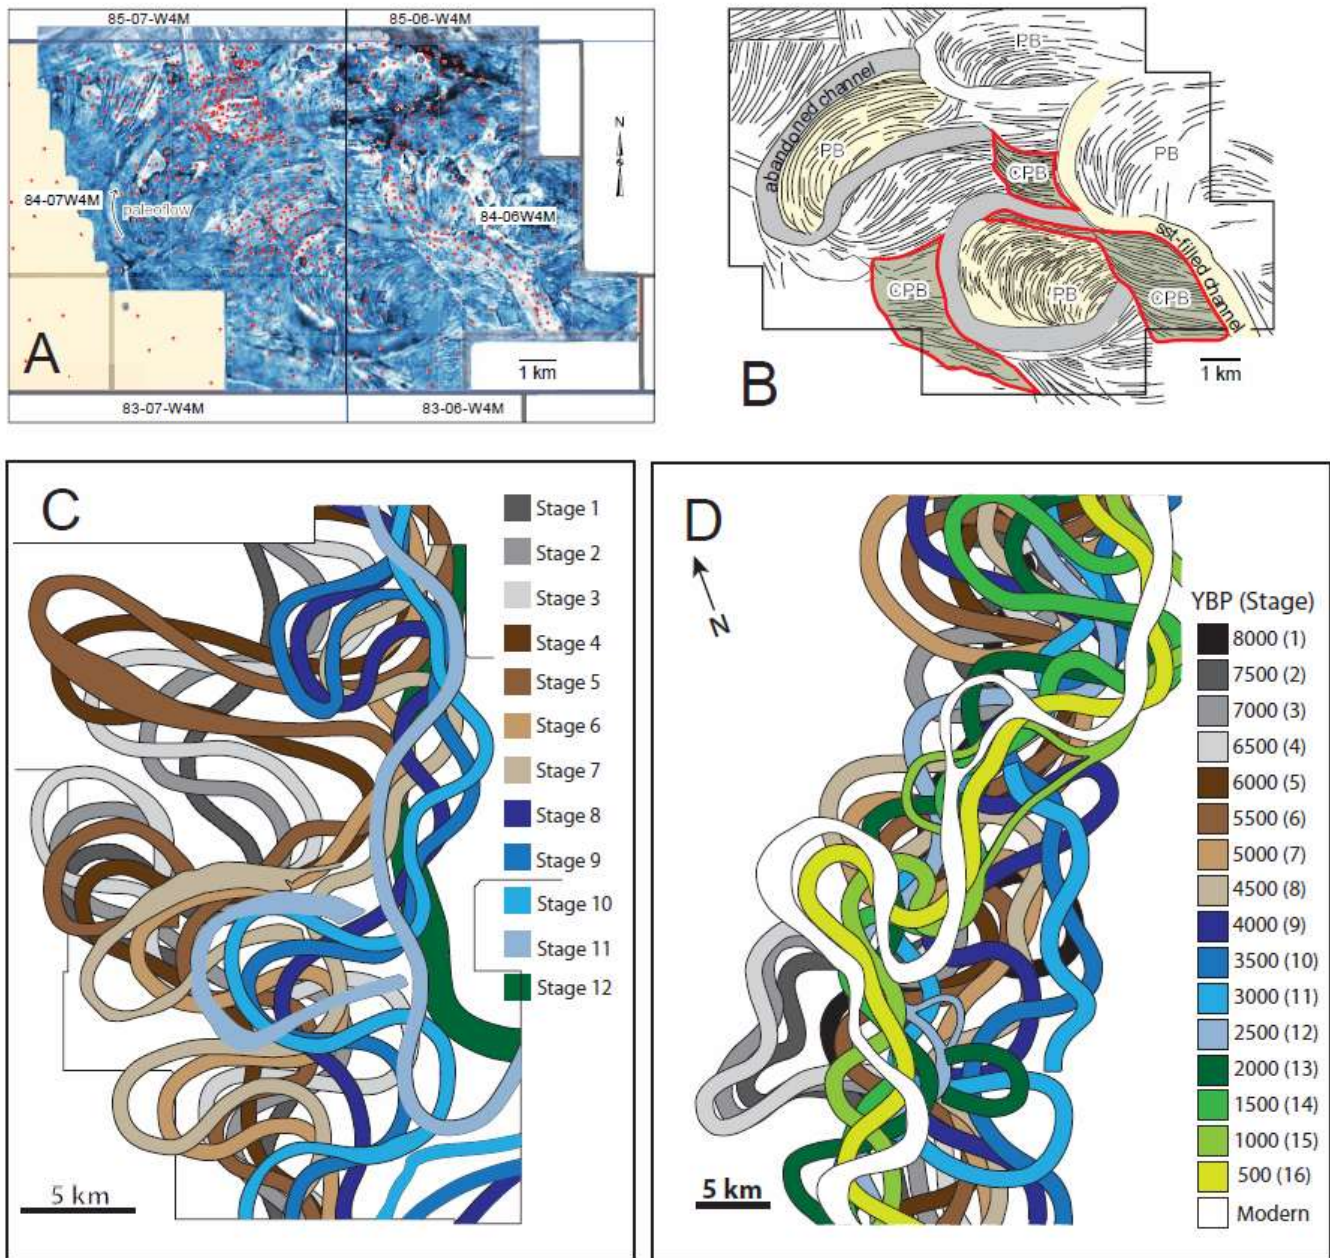 85-07-W4M
85-06-W4M
N
84-07W4M
paleoflow
84-06W4M
A
1 km
83-07-W4M
83-06-W4M
PB
abandoned channel
PB
CPB
PB
sst-filled channel
CPB
PB
CPB
B
1 km
C
Stage 1
Stage 2
Stage 3
Stage 4
Stage 5
Stage 6
Stage 7
Stage 8
Stage 9
Stage 10
Stage 11
Stage 12
5 km
D
N
YBP (Stage)
8000 (1)
7500 (2)
7000 (3)
6500 (4)
6000 (5)
5500 (6)
5000 (7)
4500 (8)
4000 (9)
3500 (10)
3000 (11)
2500 (12)
2000 (13)
1500 (14)
1000 (15)
500 (16)
Modern
5 km